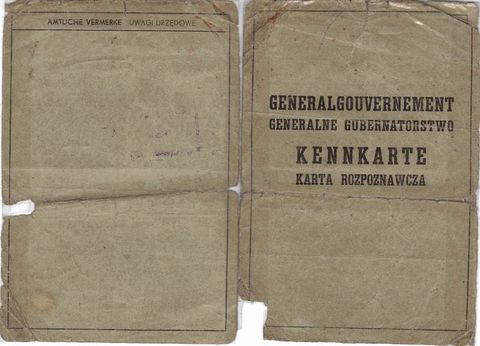 AMTLICHE VERMERKE UWAGI URZĘDOWE
GENERALGOUVERNEMENT
GENERALNE GUBERNATORSTWO
KENNKARTE
KARTA ROZPOZNAWCZA